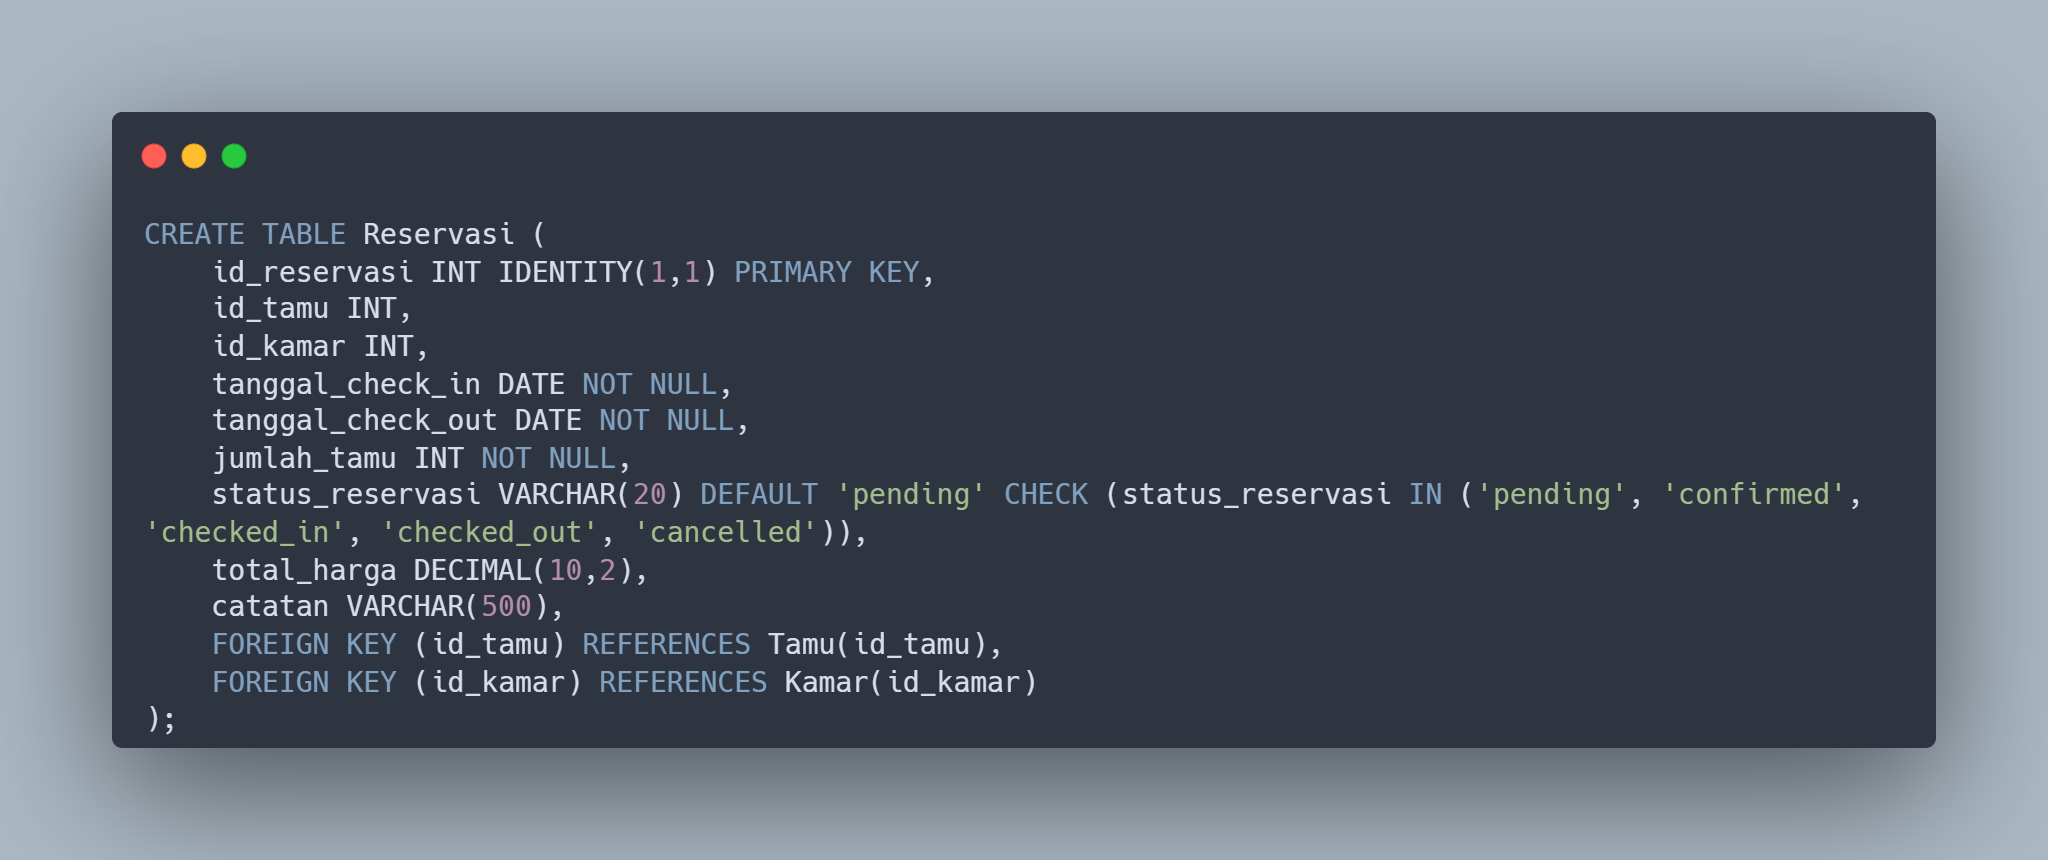 CREATE TABLE Reservasi (
    id_reservasi INT IDENTITY(1,1) PRIMARY KEY,
    id_tamu INT,
    id_kamar INT,
    tanggal_check_in DATE NOT NULL,
    tanggal_check_out DATE NOT NULL,
    jumlah_tamu INT NOT NULL,
    status_reservasi VARCHAR(20) DEFAULT 'pending' CHECK (status_reservasi IN ('pending', 'confirmed',
'checked_in', 'checked_out', 'cancelled')),
    total_harga DECIMAL(10,2),
    catatan VARCHAR(500),
    FOREIGN KEY (id_tamu) REFERENCES Tamu(id_tamu),
    FOREIGN KEY (id_kamar) REFERENCES Kamar(id_kamar)
);